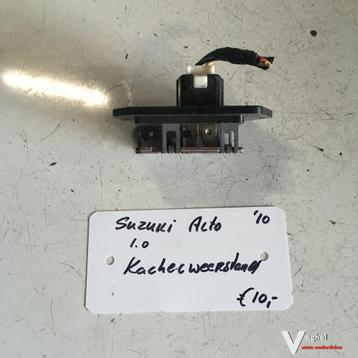 Suzuki Alto '10
1.0
Kachelweerstand
€10,-